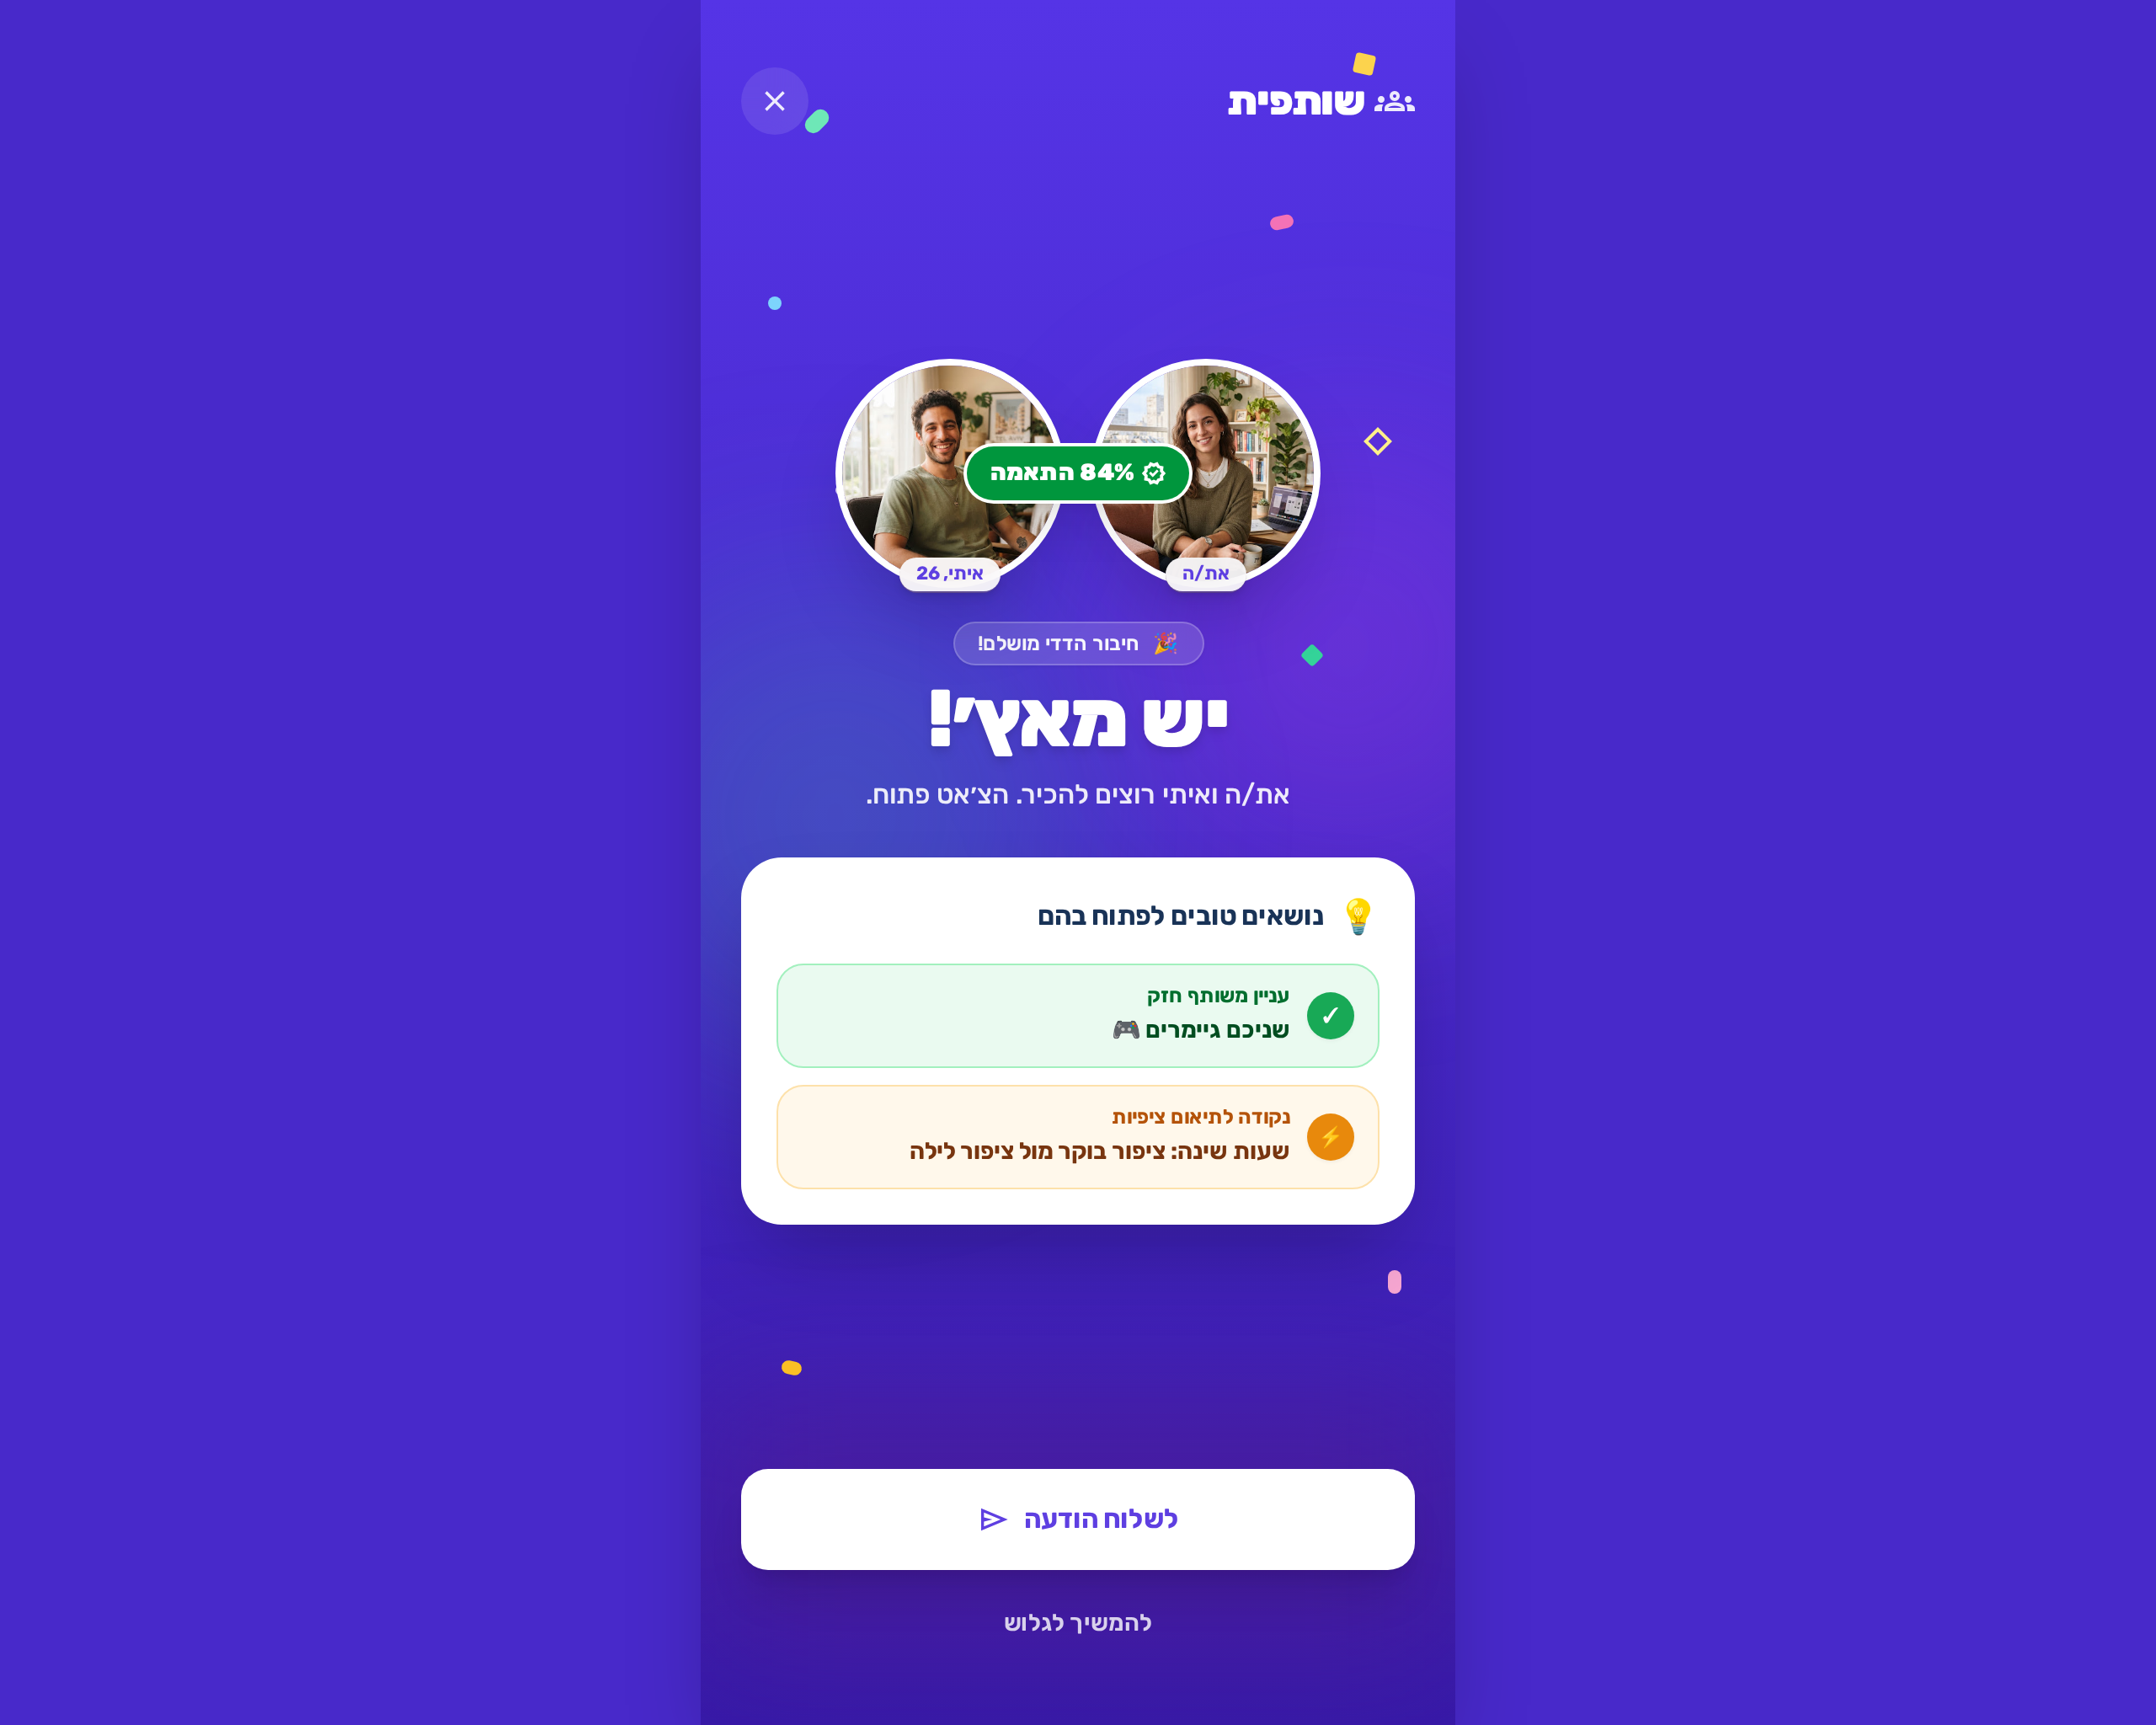 שותפית
84% התאמה
את/ה
איתי, 26
🎉 חיבור הדדי מושלם!
יש מאץ׳!
את/ה ואיתי רוצים להכיר. הצ׳אט פתוח.
💡 נושאים טובים לפתוח בהם
עניין משותף חזק
שניכם גיימרים 🎮
נקודה לתיאום ציפיות
שעות שינה: ציפור בוקר מול ציפור לילה
לשלוח הודעה
להמשיך לגלוש